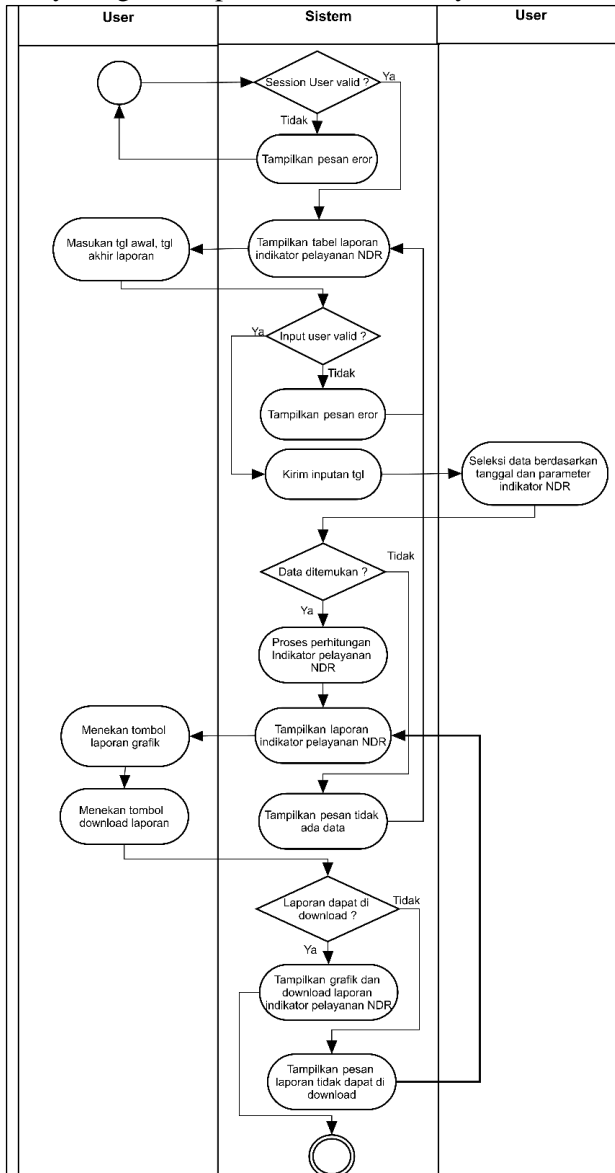 User
Sistem
User
Session User valid ?
Ya
Tidak
Tampilkan pesan eror
Masukan tgl awal, tgl
akhir laporan
Tampilkan tabel laporan
indikator pelayanan NDR
Ya
Input user valid ?
Tidak
Tampilkan pesan eror
Kirim inputan tgl
Seleksi data berdasarkan
tanggal dan parameter
indikator NDR
Data ditemukan ?
Tidak
Ya
Proses perhitungan
Indikator pelayanan
NDR
Menekan tombol
laporan grafik
Tampilkan laporan
indikator pelayanan NDR
Menekan tombol
download laporan
Tampilkan pesan tidak
ada data
Laporan dapat di
download ?
Tidak
Ya
Tampilkan grafik dan
download laporan
indikator pelayanan NDR
Tampilkan pesan
laporan tidak dapat di
download